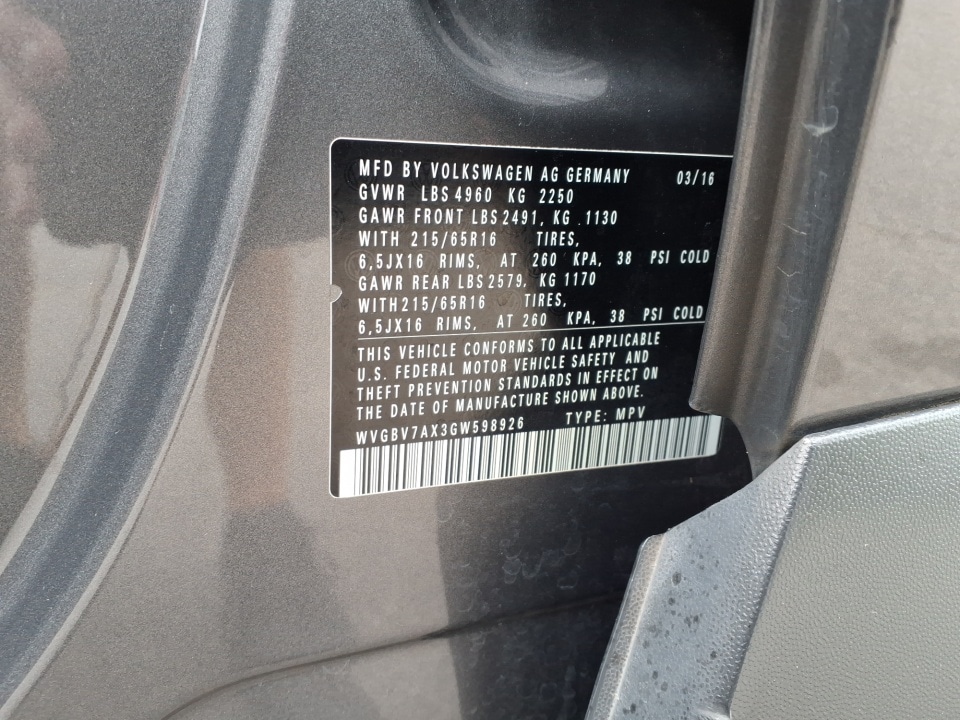 MFD BY VOLKSWAGEN AG GERMANY 03/16
GVWR LBS 4960 KG 2250
GAWR FRONT LBS 2491, KG .1130
WITH 215/65R16 TIRES,
6,5JX16 RIMS, AT 260 KPA, 38 PSI COLD
GAWR REAR LBS 2579, KG 1170
WITH 215/65R16 TIRES,
6,5JX16 RIMS, AT 260 KPA, 38 PSI COLD
THIS VEHICLE CONFORMS TO ALL APPLICABLE
U.S. FEDERAL MOTOR VEHICLE SAFETY AND
THEFT PREVENTION STANDARDS IN EFFECT ON
THE DATE OF MANUFACTURE SHOWN ABOVE.
WVGBV7AX3GW598926 TYPE: MPV